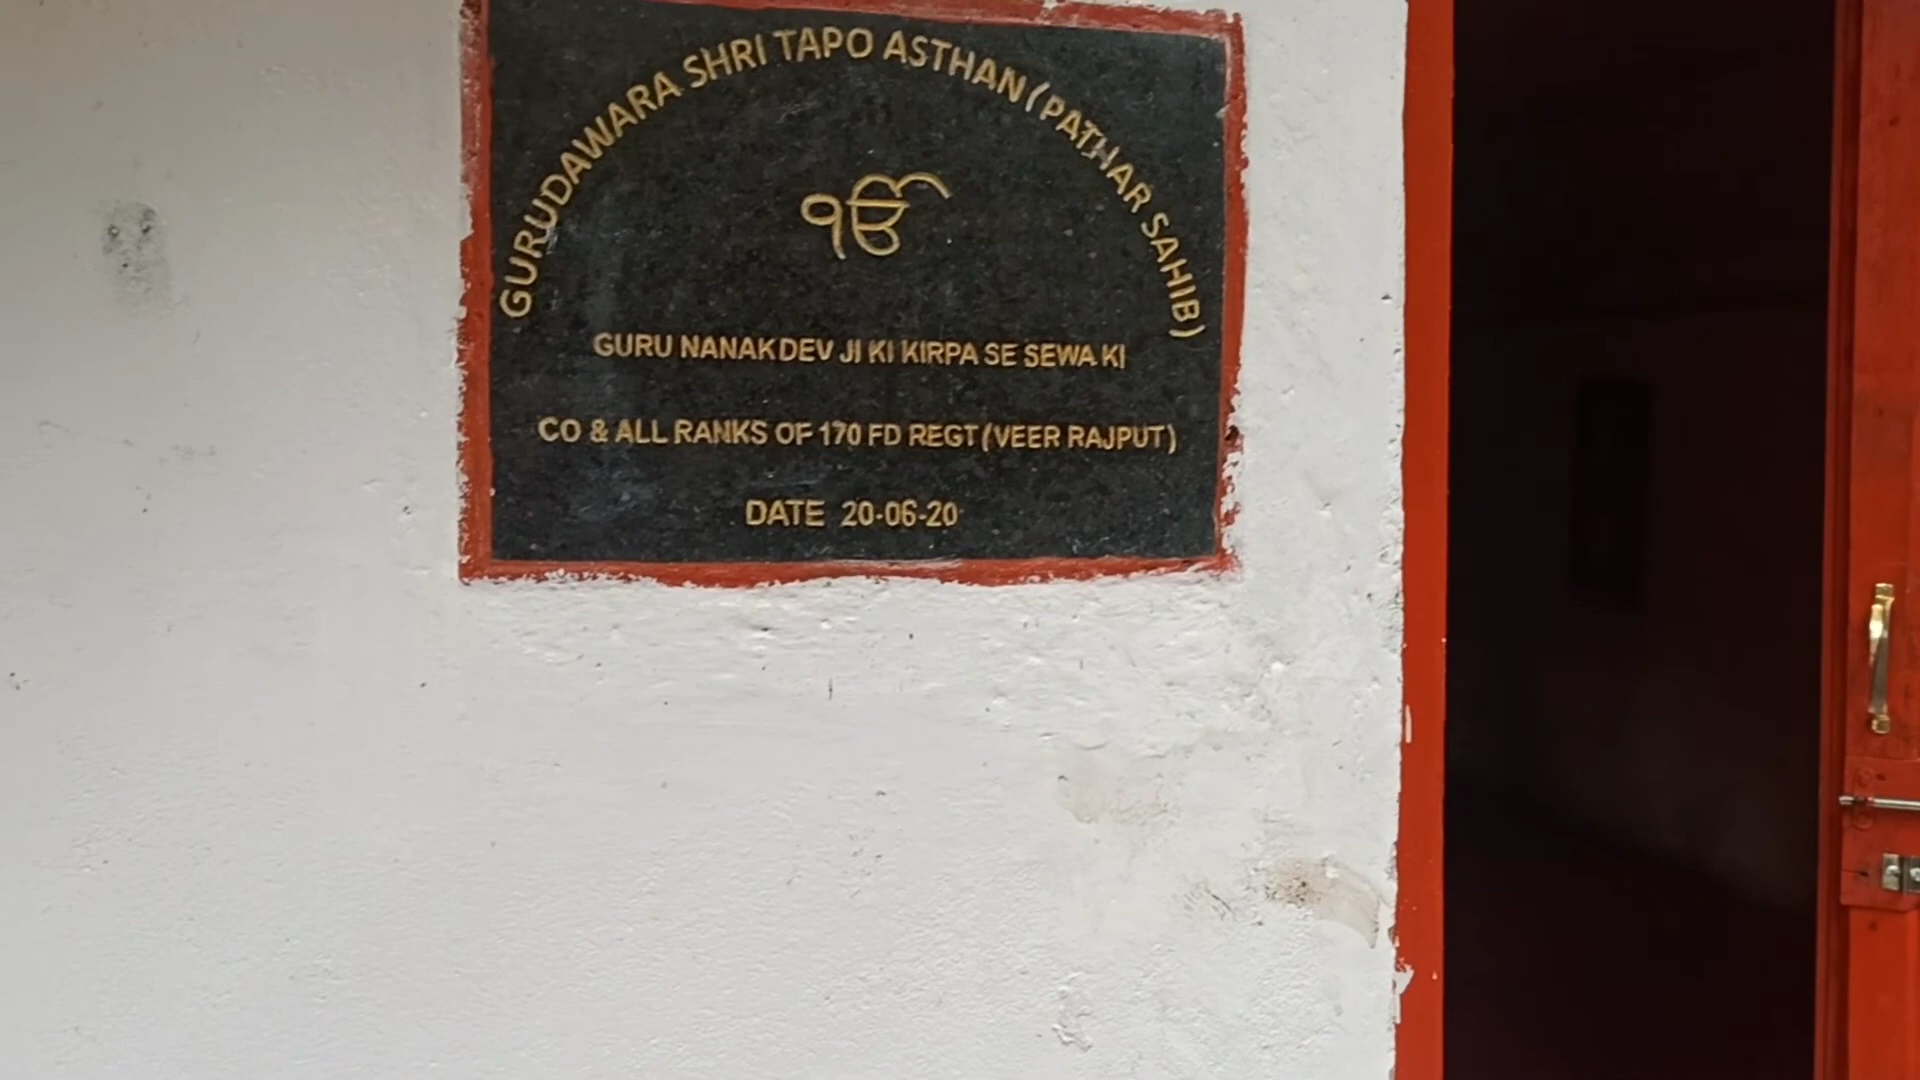 GURUDAWARA SHRI TAPO ASTHAN (PATHAR SAHIB)
ੴ
GURU NANAK DEV JI KI KIRPA SE SEWA KI
CO & ALL RANKS OF 170 FD REGT (VEER RAJPUT)
DATE 20-06-20